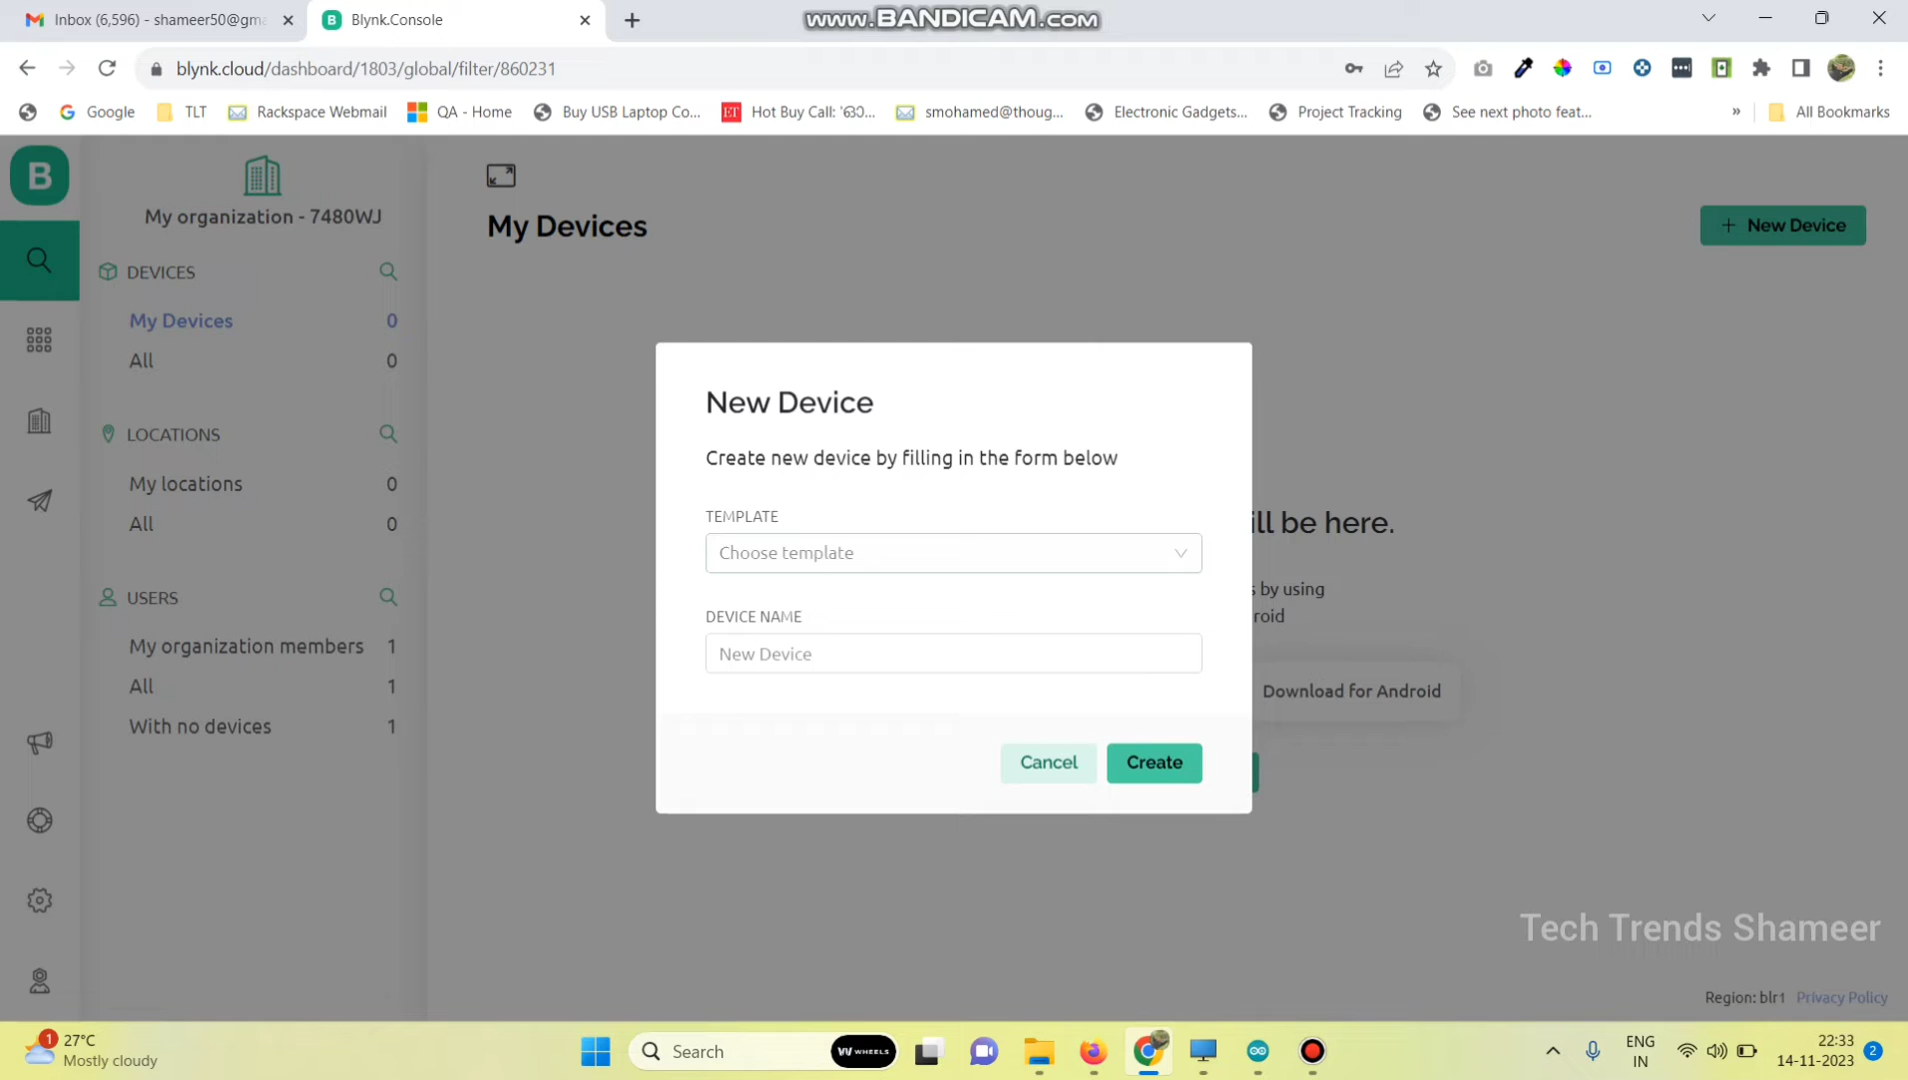 Inbox (6,596) - shameer50@gma
Blynk.Console
www.BANDICAM.com
blynk.cloud/dashboard/1803/global/filter/860231
Google
TLT
Rackspace Webmail
QA - Home
Buy USB Laptop Co...
ET
Hot Buy Call: 'ഓാ...
smohamed@thoug...
Electronic Gadgets...
Project Tracking
See next photo feat...
»
All Bookmarks
B
My organization - 7480WJ
DEVICES
My Devices 0
All 0
LOCATIONS
My locations 0
All 0
USERS
My organization members 1
All 1
With no devices 1
My Devices
+ New Device
New Device
Create new device by filling in the form below
TEMPLATE
Choose template
DEVICE NAME
New Device
Cancel
Create
ill be here.
s by using
roid
Download for Android
Tech Trends Shameer
Region: blr1 Privacy Policy
1
27°C
Mostly cloudy
Search
WHEELS
ENG
IN
22:33
14-11-2023
2